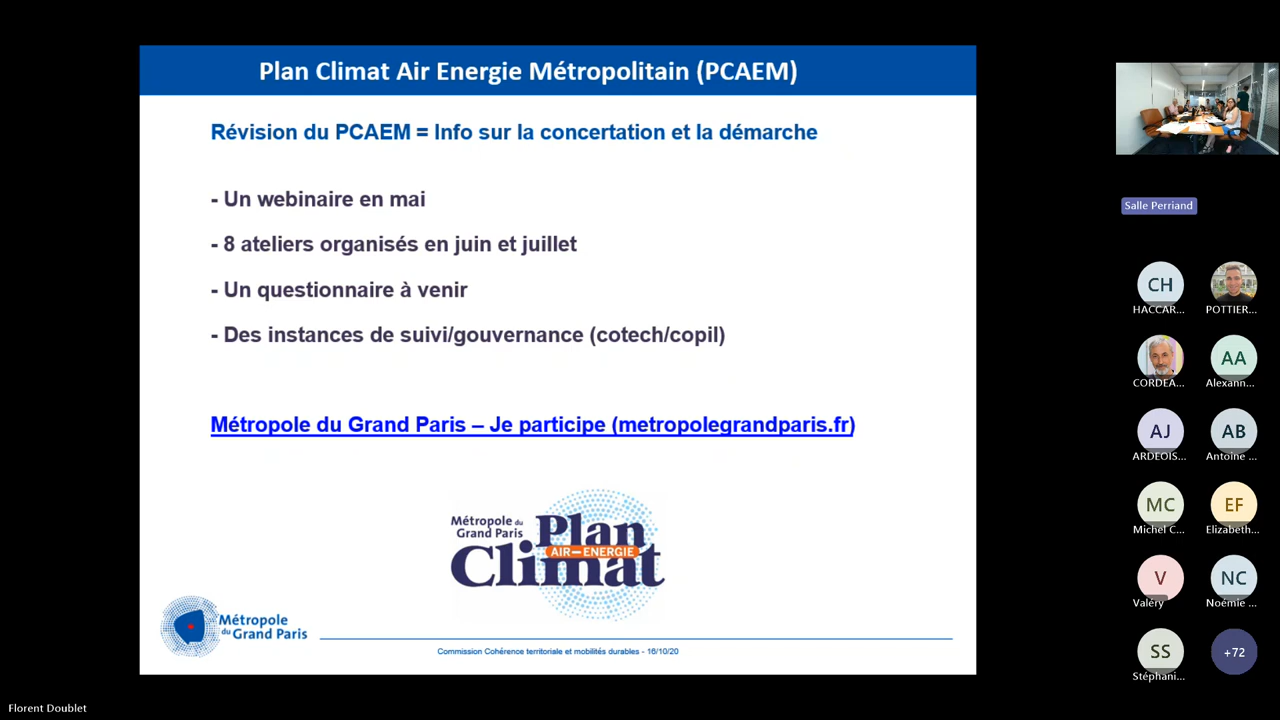 Plan Climat Air Energie Métropolitain (PCAEM)
Révision du PCAEM = Info sur la concertation et la démarche
- Un webinaire en mai
- 8 ateliers organisés en juin et juillet
- Un questionnaire à venir
- Des instances de suivi/gouvernance (cotech/copil)
Métropole du Grand Paris – Je participe (metropolegrandparis.fr)
Métropole du
Grand Paris
Plan
AIR–ENERGIE
Climat
Métropole
du Grand Paris
Commission Cohérence territoriale et mobilités durables - 16/10/20
Salle Perriand
CH
HACCAR...
POTTIER...
CORDEA...
AA
Alexann...
AJ
ARDEOIS...
AB
Antoine ...
MC
Michel C...
EF
Elizabeth...
V
Valéry
NC
Noémie ...
SS
Stéphani...
+72
Florent Doublet